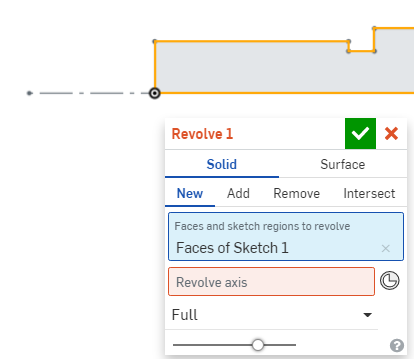 Revolve 1
Solid Surface
New Add Remove Intersect
Faces and sketch regions to revolve
Faces of Sketch 1
Revolve axis
Full